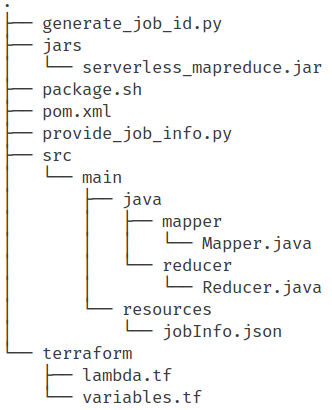 .
├── generate_job_id.py
├── jars
│   └── serverless_mapreduce.jar
├── package.sh
├── pom.xml
├── provide_job_info.py
├── src
│   └── main
│       ├── java
│       │   ├── mapper
│       │   │   └── Mapper.java
│       │   └── reducer
│       │       └── Reducer.java
│       └── resources
│           └── jobInfo.json
└── terraform
    ├── lambda.tf
    └── variables.tf